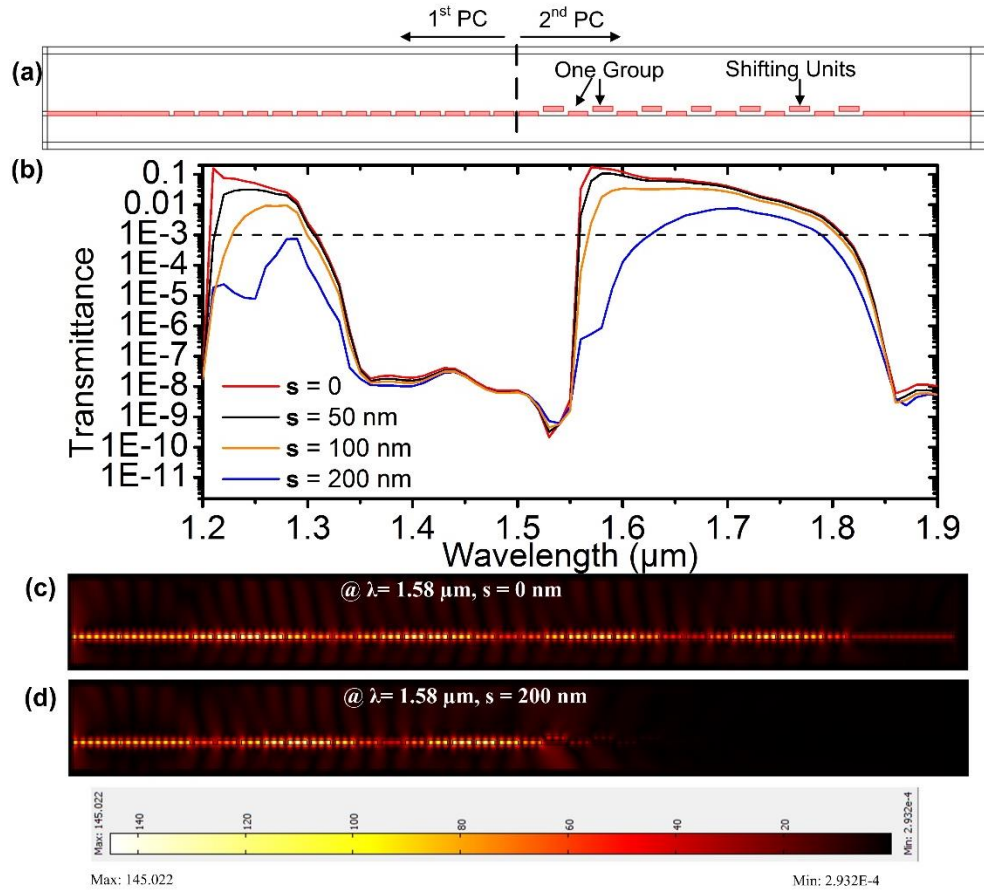 1st PC 2nd PC
(a)
One Group Shifting Units
(b)
0.1
0.01
1E-3
1E-4
1E-5
1E-6
1E-7
1E-8
1E-9
1E-10
1E-11
Transmittance
s = 0
s = 50 nm
s = 100 nm
s = 200 nm
1.2 1.3 1.4 1.5 1.6 1.7 1.8 1.9
Wavelength (µm)
(c)
@ λ= 1.58 µm, s = 0 nm
(d)
@ λ= 1.58 µm, s = 200 nm
Max: 145.022 140 120 100 80 60 40 20 Min: 2.932e-4
Max: 145.022 Min: 2.932E-4